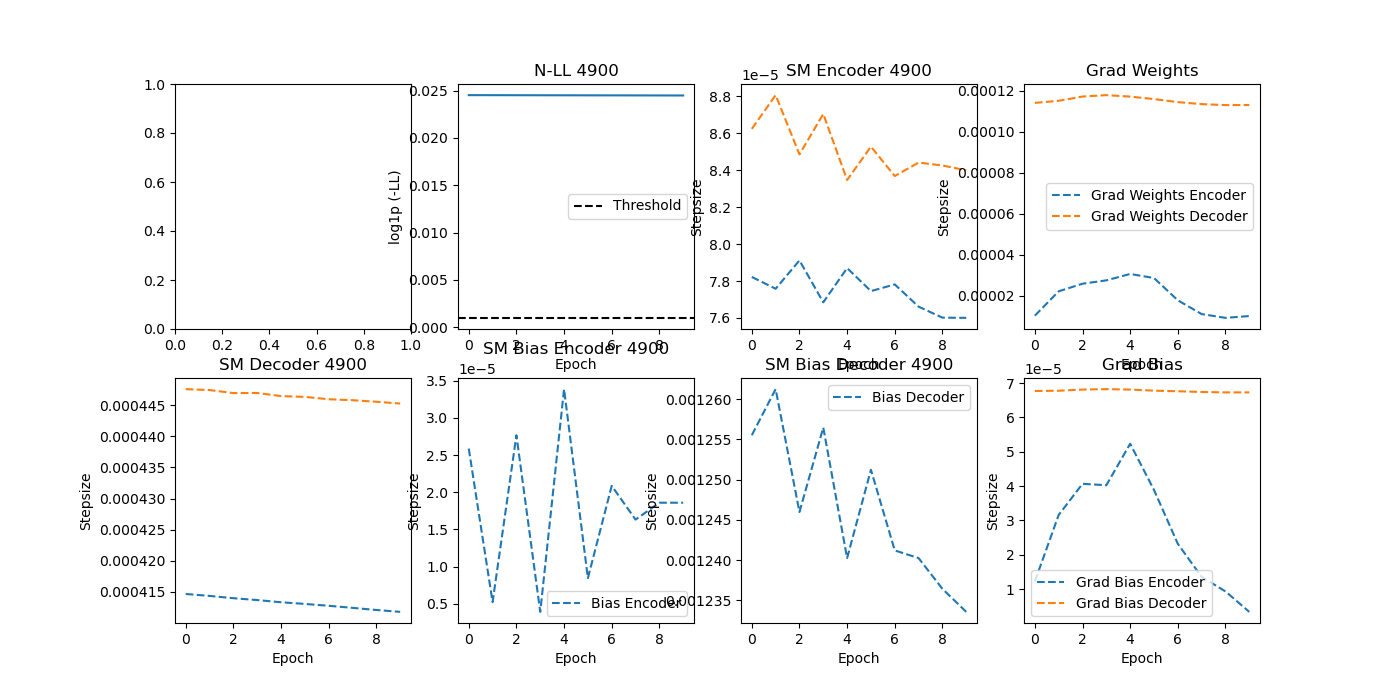 N-LL 4900
1e−5
SM Encoder 4900
Grad Weights
1.0
0.8
0.6
0.4
0.2
0.0
0.0 0.2 0.4 0.6 0.8 1.0
log1p (-LL)
0.025
0.020
0.015
0.010
0.005
0.000
Threshold
0 2 4 6 8
Epoch
Stepsize
8.8
8.6
8.4
8.2
8.0
7.8
7.6
0 2 4 6 8
Epoch
Stepsize
0.00012
0.00010
0.00008
0.00006
0.00004
0.00002
Grad Weights Encoder
Grad Weights Decoder
0 2 4 6 8
Epoch
SM Decoder 4900
Stepsize
0.000445
0.000440
0.000435
0.000430
0.000425
0.000420
0.000415
0 2 4 6 8
Epoch
SM Bias Encoder 4900
1e−5
Stepsize
3.5
3.0
2.5
2.0
1.5
1.0
0.5
Bias Encoder
0 2 4 6 8
Epoch
SM Bias Decoder 4900
Stepsize
0.001260
0.001255
0.001250
0.001245
0.001240
0.001235
Bias Decoder
0 2 4 6 8
Epoch
Grad Bias
1e−5
Stepsize
7
6
5
4
3
2
1
Grad Bias Encoder
Grad Bias Decoder
0 2 4 6 8
Epoch